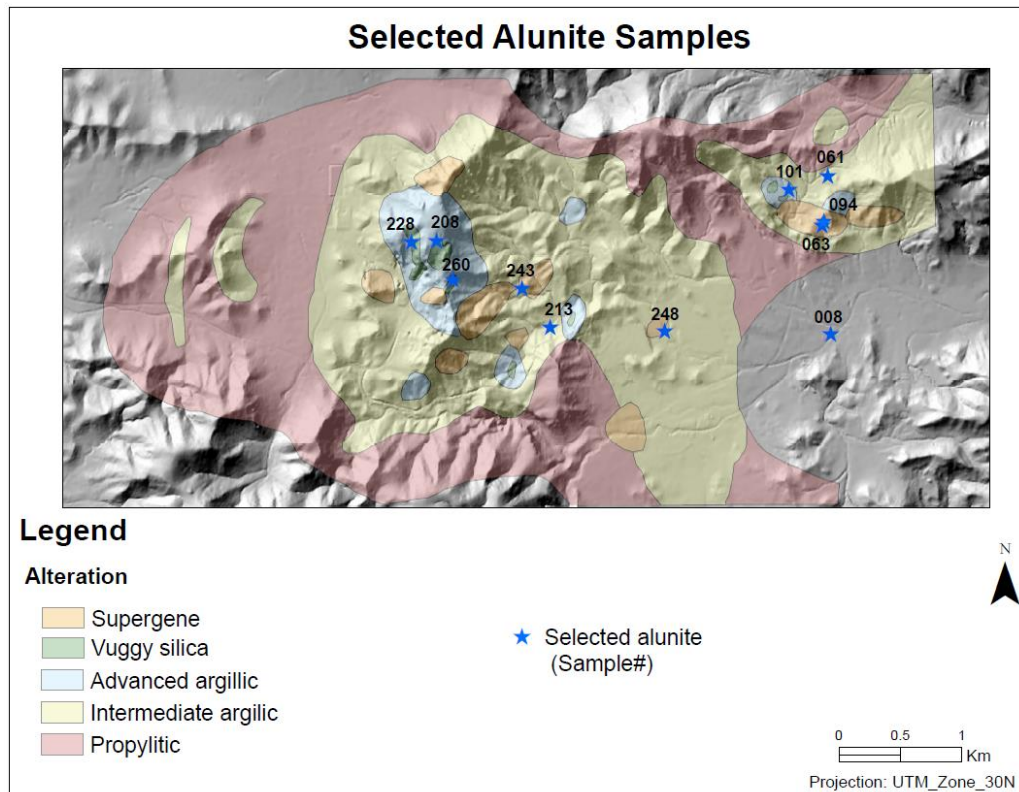 Selected Alunite Samples
061
101
094
228
208
063
260
243
213
248
008
Legend
Alteration
Supergene
Vuggy silica
Advanced argillic
Intermediate argilic
Propylitic
Selected alunite
(Sample#)
N
0 0.5 1
Km
Projection: UTM_Zone_30N